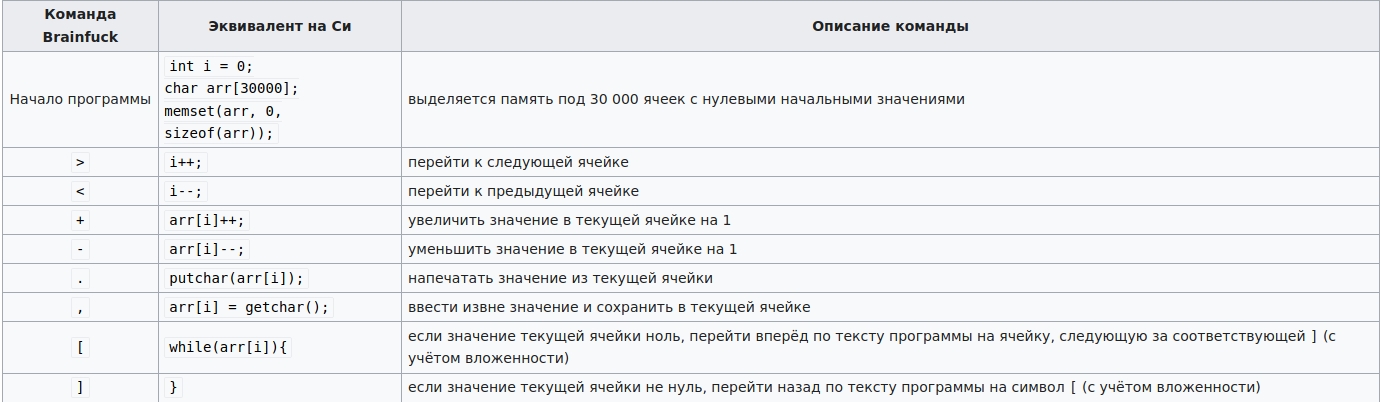 Команда
Brainfuck
Эквивалент на Си
Описание команды
Начало программы
int i = 0;
char arr[30000];
memset(arr, 0,
sizeof(arr));
выделяется память под 30 000 ячеек с нулевыми начальными значениями
>
i++;
перейти к следующей ячейке
<
i--;
перейти к предыдущей ячейке
+
arr[i]++;
увеличить значение в текущей ячейке на 1
-
arr[i]--;
уменьшить значение в текущей ячейке на 1
.
putchar(arr[i]);
напечатать значение из текущей ячейки
,
arr[i] = getchar();
ввести извне значение и сохранить в текущей ячейке
[
while(arr[i]){
если значение текущей ячейки ноль, перейти вперёд по тексту программы на ячейку, следующую за соответствующей ] (с
учётом вложенности)
]
}
если значение текущей ячейки не нуль, перейти назад по тексту программы на символ [ (с учётом вложенности)